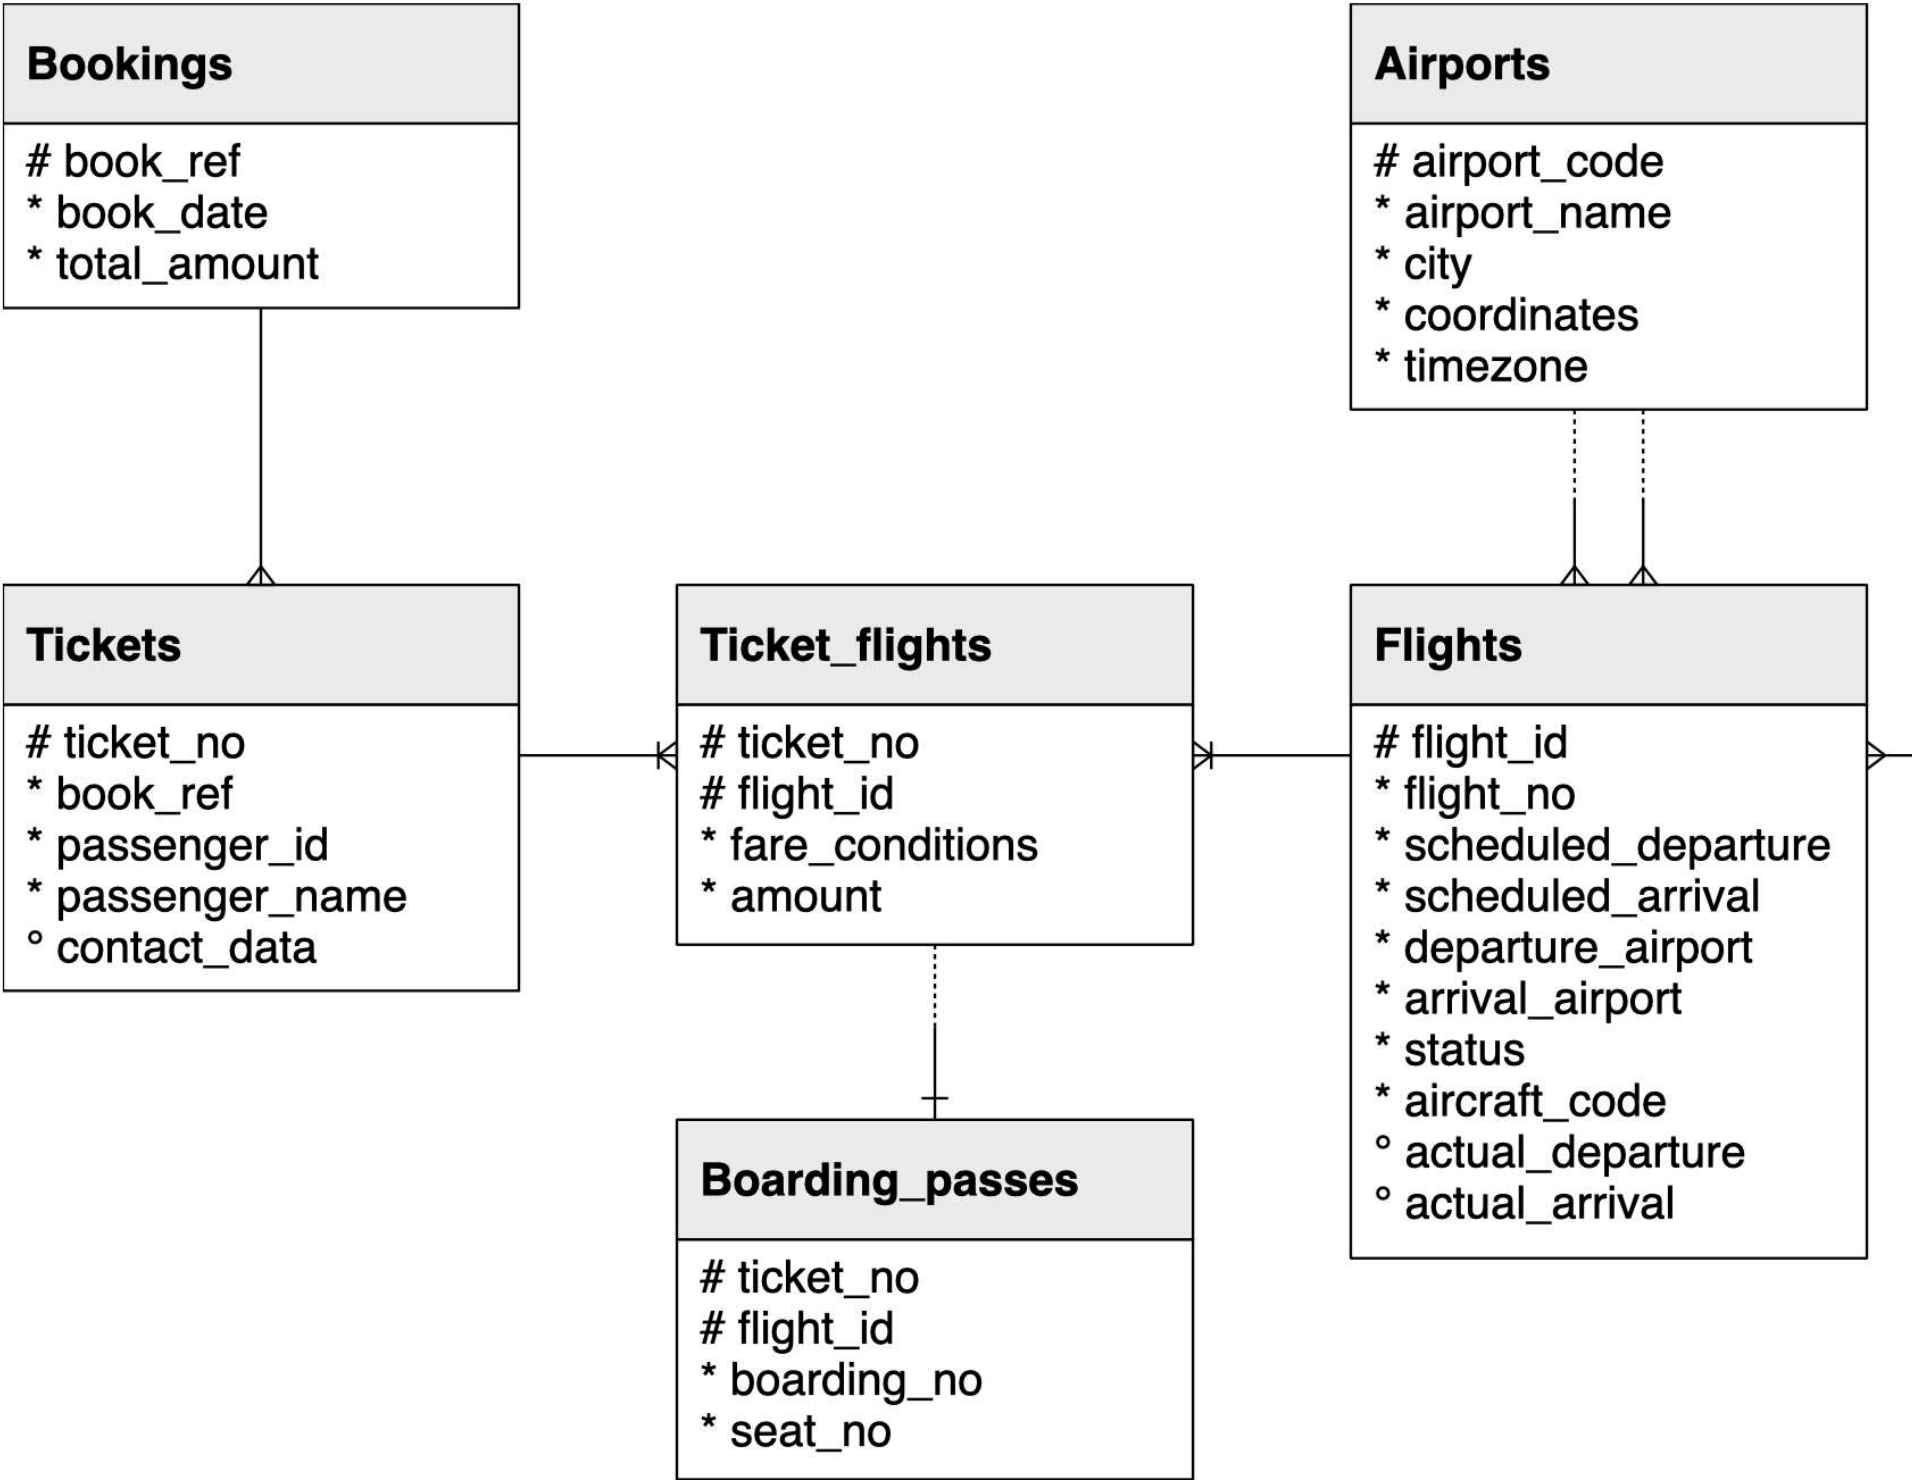 Bookings
# book_ref
* book_date
* total_amount
Airports
# airport_code
* airport_name
* city
* coordinates
* timezone
Tickets
# ticket_no
* book_ref
* passenger_id
* passenger_name
° contact_data
Ticket_flights
# ticket_no
# flight_id
* fare_conditions
* amount
Flights
# flight_id
* flight_no
* scheduled_departure
* scheduled_arrival
* departure_airport
* arrival_airport
* status
* aircraft_code
° actual_departure
° actual_arrival
Boarding_passes
# ticket_no
# flight_id
* boarding_no
* seat_no